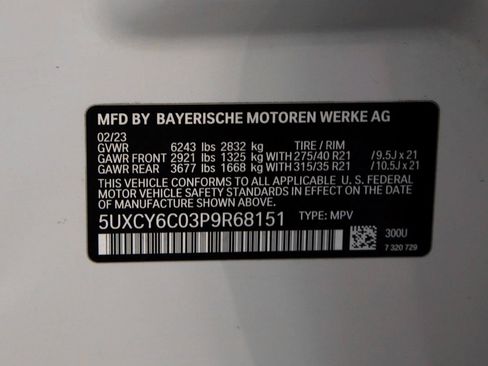 MFD BY BAYERISCHE MOTOREN WERKE AG
02/23
GVWR 6243 lbs 2832 kg TIRE / RIM
GAWR FRONT 2921 lbs 1325 kg WITH 275/40 R21 /9.5J x 21
GAWR REAR 3677 lbs 1668 kg WITH 315/35 R21 /10.5J x 21
THIS VEHICLE CONFORMS TO ALL APPLICABLE U. S. FEDERAL
MOTOR VEHICLE SAFETY STANDARDS IN EFFECT ON THE DATE
OF MANUFACTURE SHOWN ABOVE.
5UXCY6C03P9R68151 TYPE: MPV
300U
7 320 729